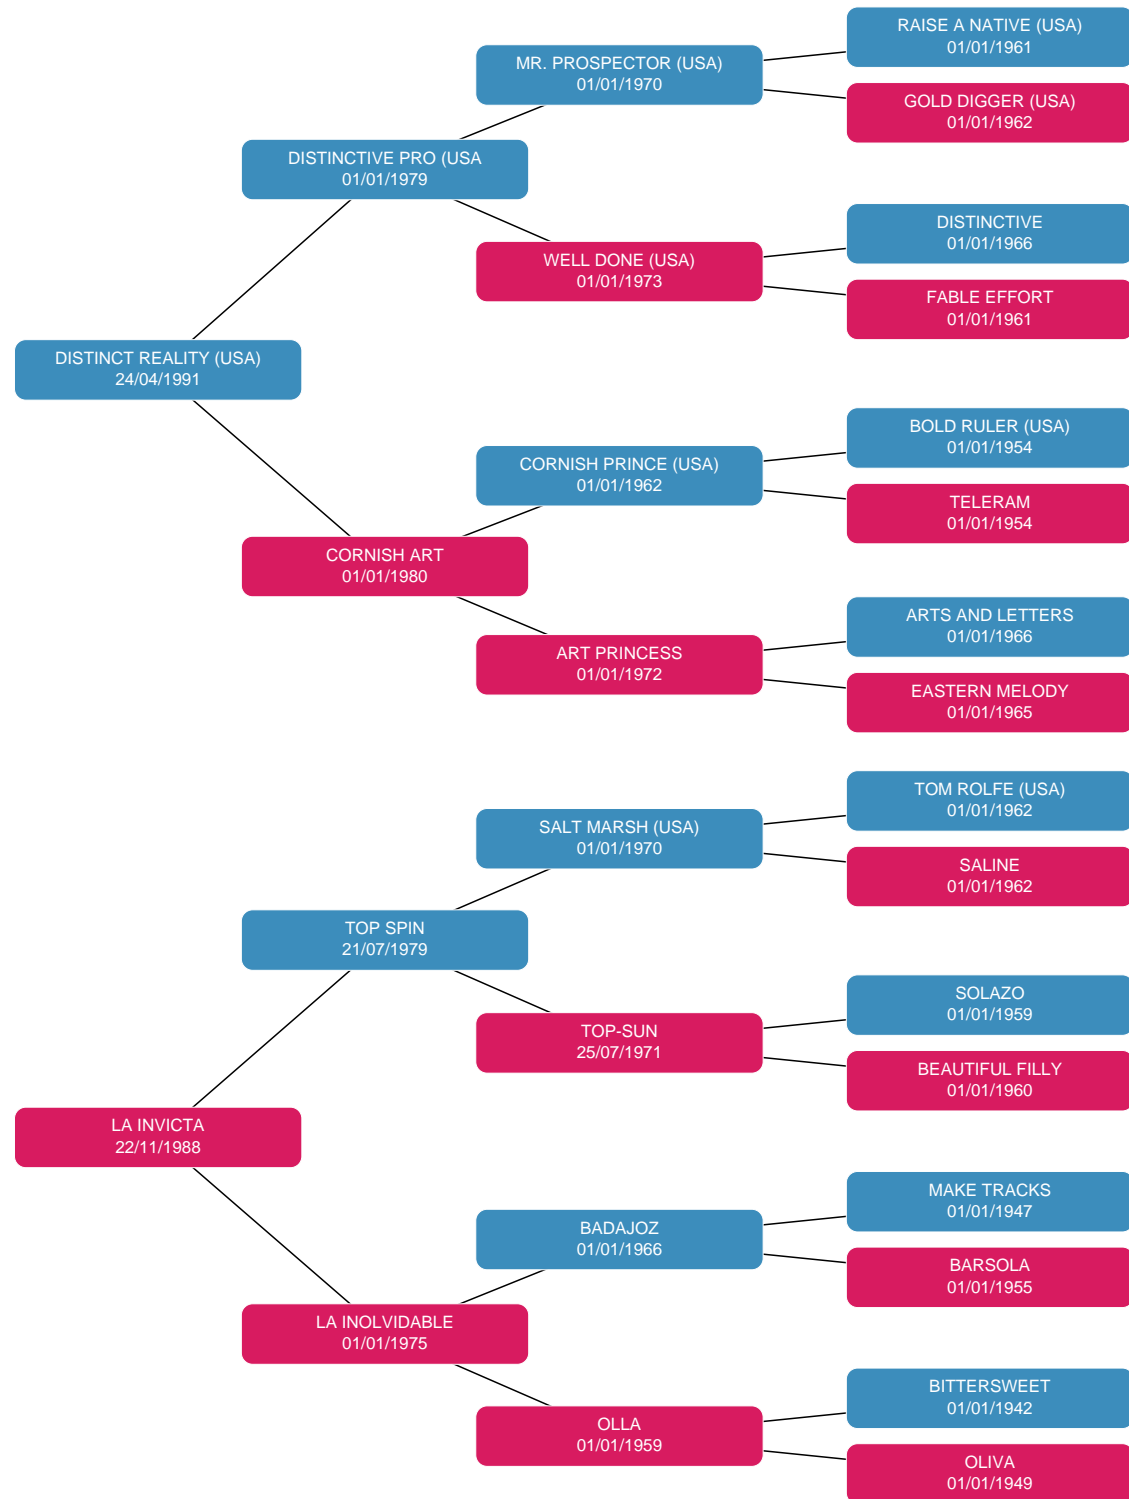 RAISE A NATIVE (USA)
01/01/1961
MR. PROSPECTOR (USA)
01/01/1970
GOLD DIGGER (USA)
01/01/1962
DISTINCTIVE PRO (USA
01/01/1979
DISTINCTIVE
01/01/1966
WELL DONE (USA)
01/01/1973
FABLE EFFORT
01/01/1961
DISTINCT REALITY (USA)
24/04/1991
BOLD RULER (USA)
01/01/1954
CORNISH PRINCE (USA)
01/01/1962
TELERAM
01/01/1954
CORNISH ART
01/01/1980
ARTS AND LETTERS
01/01/1966
ART PRINCESS
01/01/1972
EASTERN MELODY
01/01/1965
TOM ROLFE (USA)
01/01/1962
SALT MARSH (USA)
01/01/1970
SALINE
01/01/1962
TOP SPIN
21/07/1979
SOLAZO
01/01/1959
TOP-SUN
25/07/1971
BEAUTIFUL FILLY
01/01/1960
LA INVICTA
22/11/1988
MAKE TRACKS
01/01/1947
BADAJOZ
01/01/1966
BARSOLA
01/01/1955
LA INOLVIDABLE
01/01/1975
BITTERSWEET
01/01/1942
OLLA
01/01/1959
OLIVA
01/01/1949